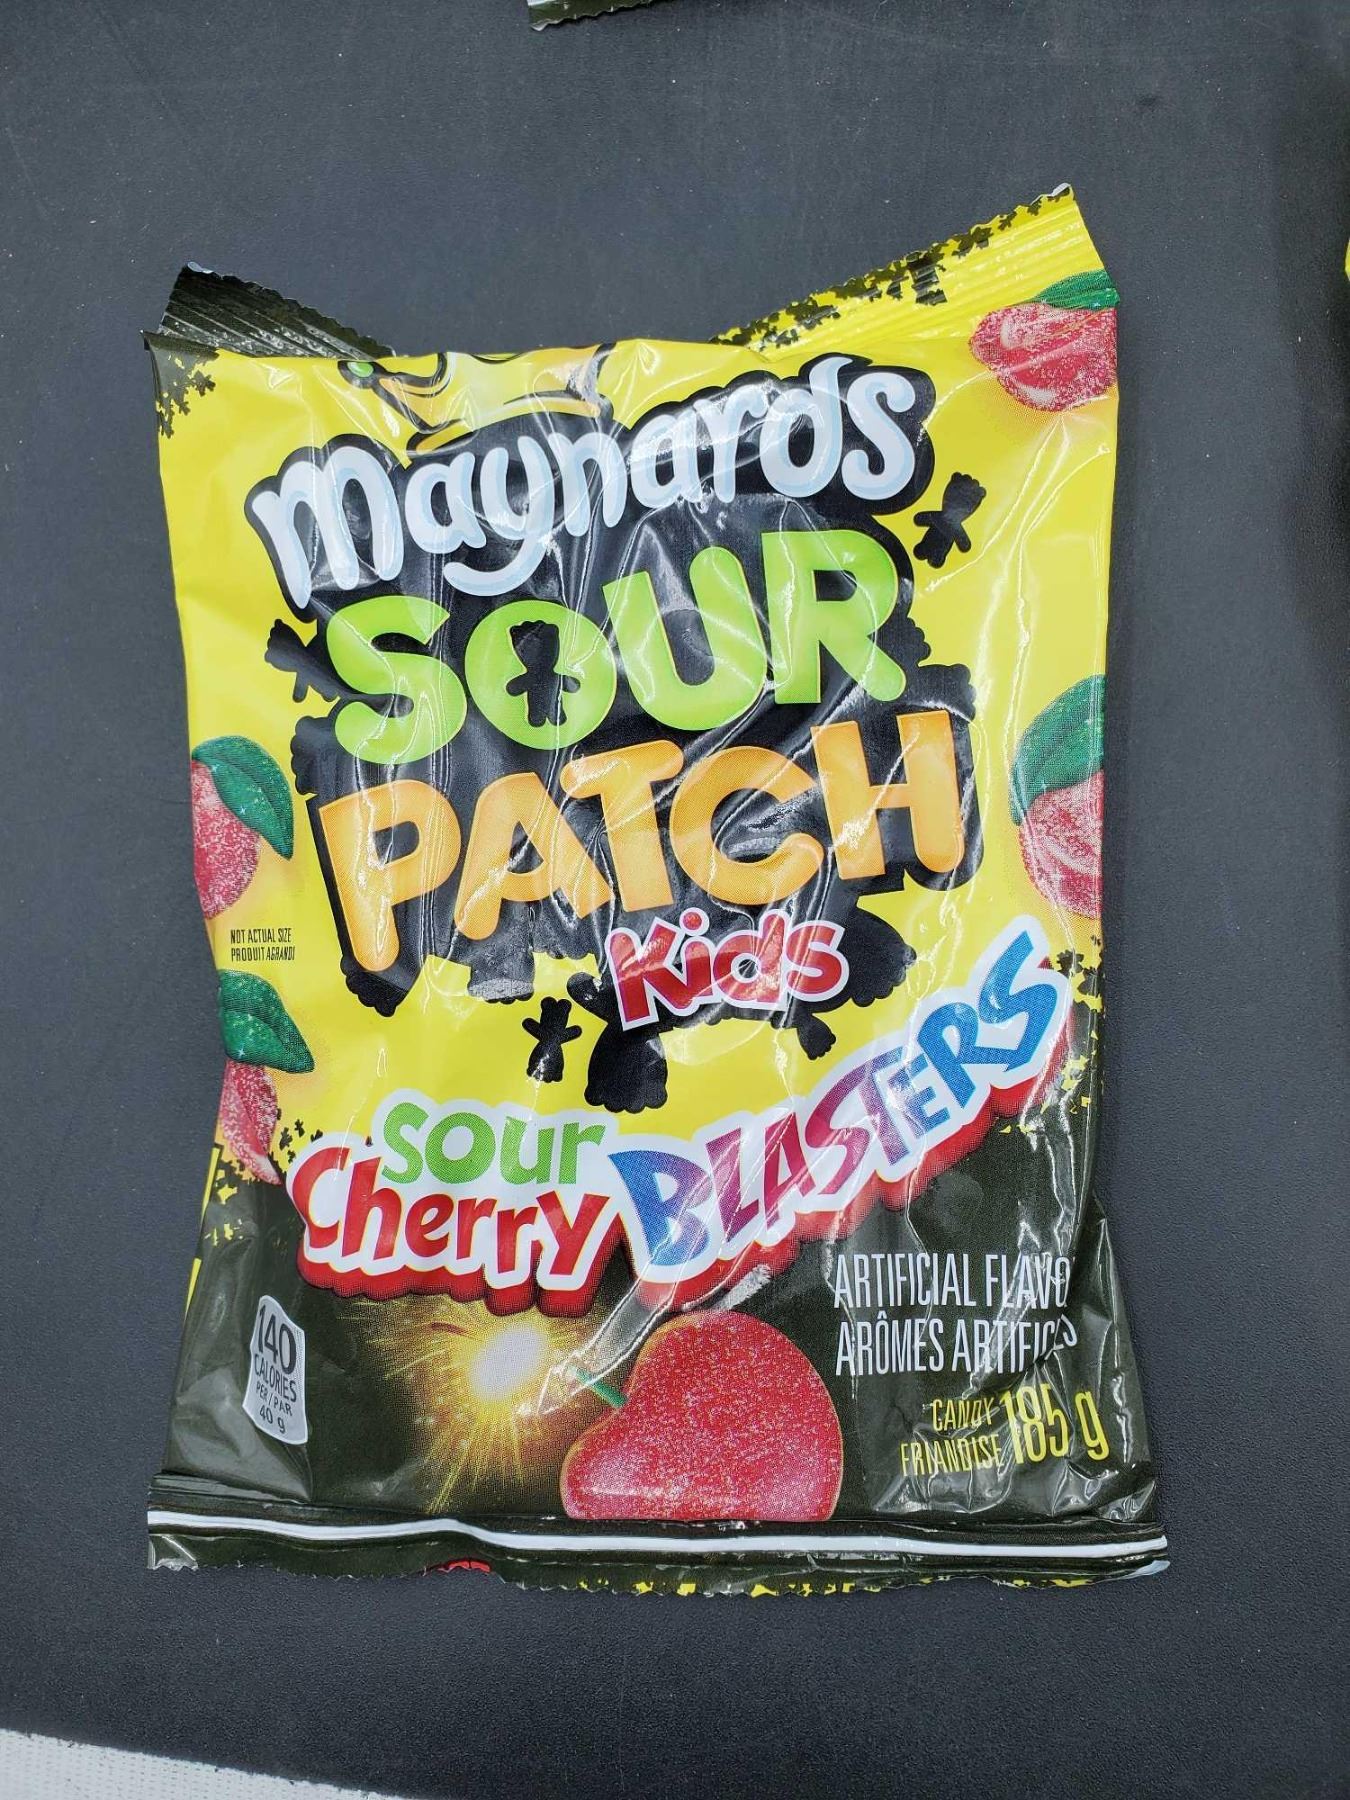 maynards
SOUR
PATCH
Kids
NOT ACTUAL SIZE
PRODUIT AGRANDI
sour
Cherry BLASTERS
ARTIFICIAL FLAVO
ARÔMES ARTIFICI
140
CALORIES
PER / PAR
40 g
CANDY
FRIANDISE 185 g